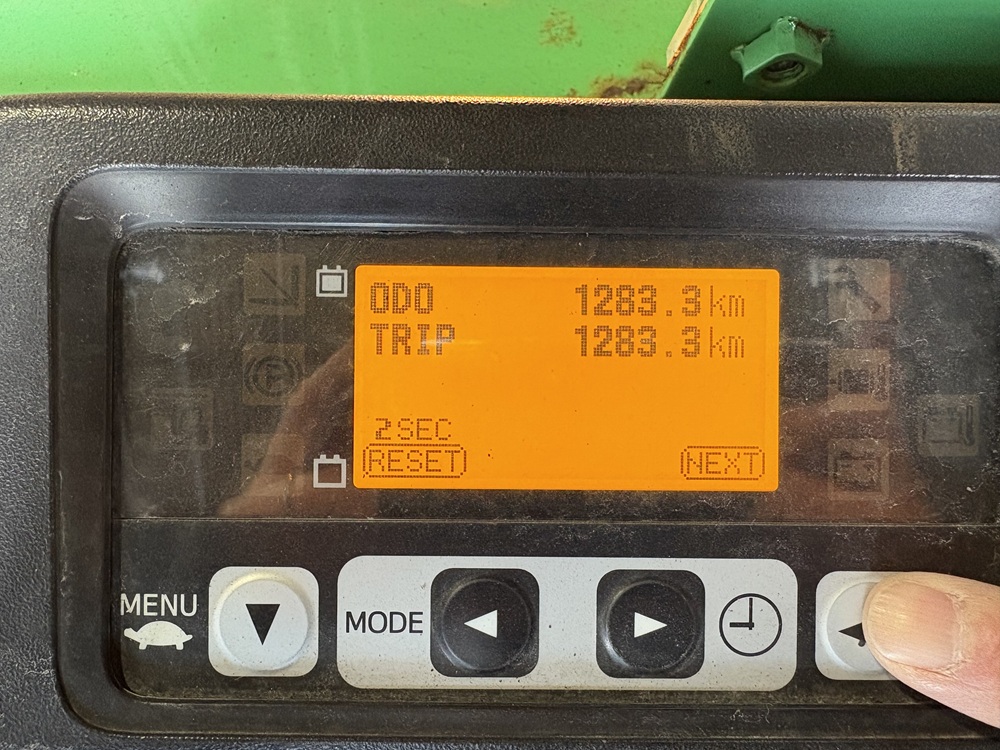 ODO 1283.3km
TRIP 1283.3km
2SEC
RESET NEXT
MENU
MODE